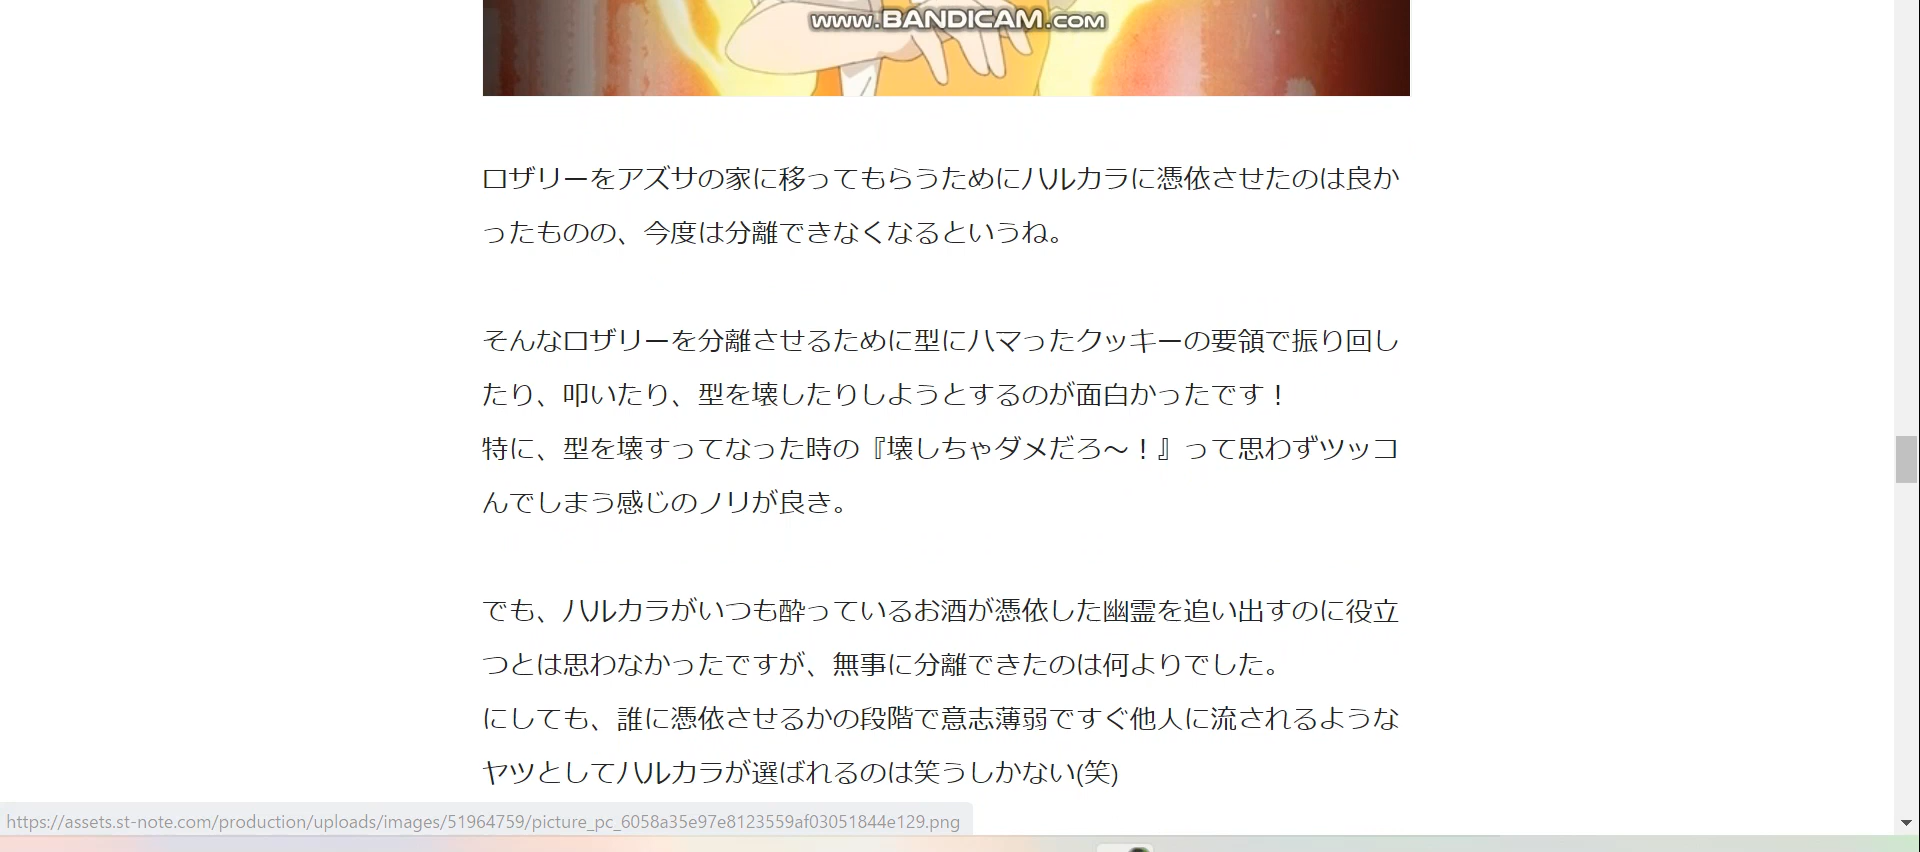 www.BANDICAM.com
ロザリーをアズサの家に移ってもらうためにハルカラに憑依させたのは良か
ったものの、今度は分離できなくなるというね。
そんなロザリーを分離させるために型にハマったクッキーの要領で振り回し
たり、叩いたり、型を壊したりしようとするのが面白かったです！
特に、型を壊すってなった時の『壊しちゃダメだろ〜！』って思わずツッコ
んでしまう感じのノリが良き。
でも、ハルカラがいつも酔っているお酒が憑依した幽霊を追い出すのに役立
つとは思わなかったですが、無事に分離できたのは何よりでした。
にしても、誰に憑依させるかの段階で意志薄弱ですぐ他人に流されるような
ヤツとしてハルカラが選ばれるのは笑うしかない(笑)
https://assets.st-note.com/production/uploads/images/51964759/picture_pc_6058a35e97e8123559af03051844e129.png